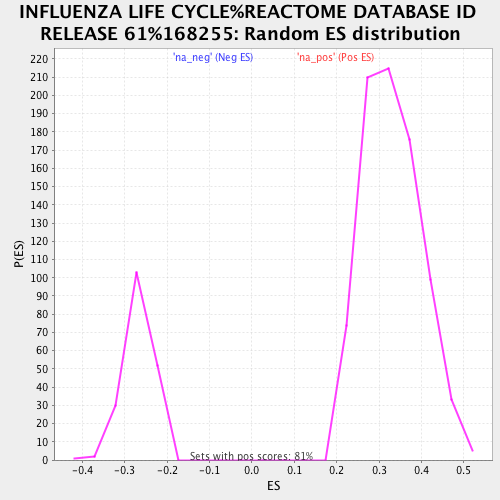 INFLUENZA LIFE CYCLE%REACTOME DATABASE ID
RELEASE 61%168255: Random ES distribution
'na_neg' (Neg ES)
'na_pos' (Pos ES)
220
210
200
190
180
170
160
150
140
130
120
110
100
90
80
70
60
50
40
30
20
10
0
P(ES)
Sets with pos scores: 81%
-0.4 -0.3 -0.2 -0.1 0.0 0.1 0.2 0.3 0.4 0.5
ES